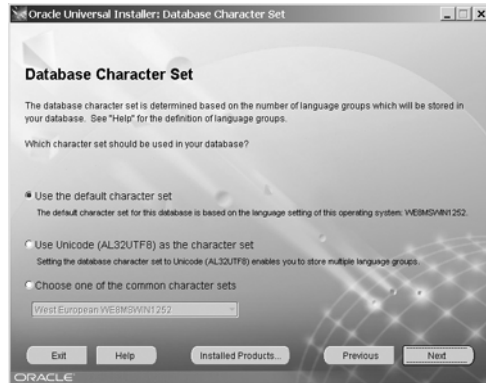 Oracle Universal Installer: Database Character Set
Database Character Set
The database character set is determined based on the number of language groups which will be stored in
your database. See "Help" for the definition of language groups.
Which character set should be used in your database?
Use the default character set
The default character set for this database is based on the language setting of this operating system: WE8MSWIN1252.
Use Unicode (AL32UTF8) as the character set
Setting the database character set to Unicode (AL32UTF8) enables you to store multiple language groups.
Choose one of the common character sets
West European WE8MSWIN1252
Exit Help Installed Products... Previous Next
ORACLE